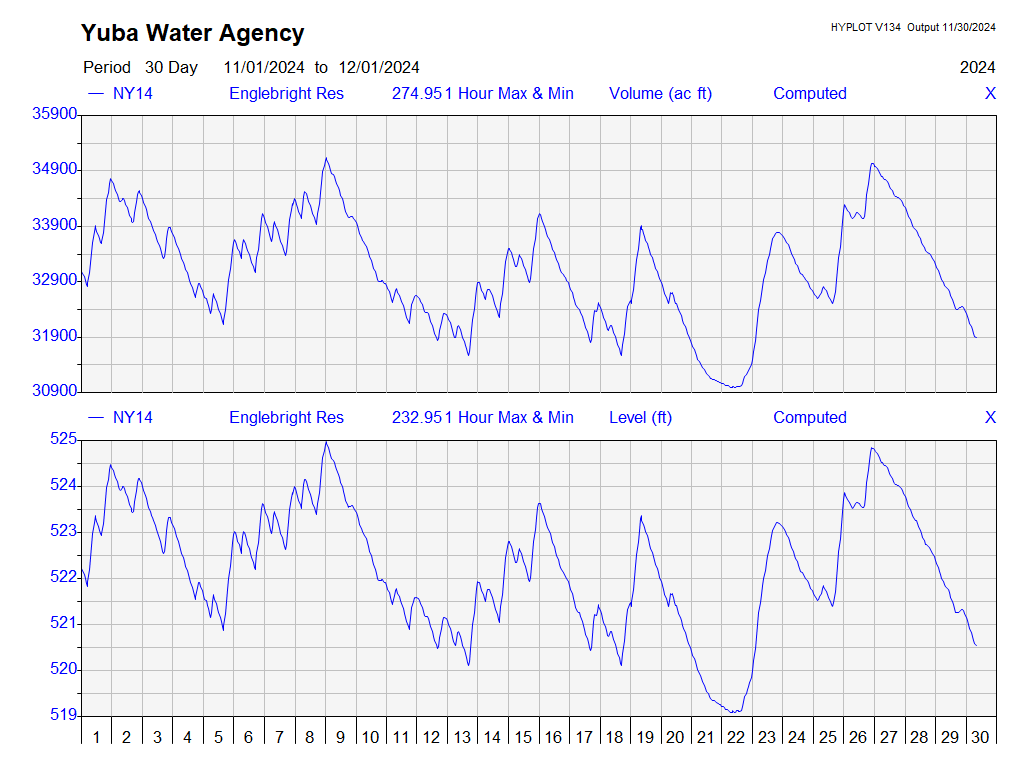 Yuba Water Agency
HYPLOT V134 Output 11/30/2024
Period 30 Day 11/01/2024 to 12/01/2024 2024
NY14 Englebright Res 274.951 Hour Max & Min Volume (ac ft) Computed X
35900
34900
33900
32900
31900
30900
NY14 Englebright Res 232.951 Hour Max & Min Level (ft) Computed X
525
524
523
522
521
520
519
1 2 3 4 5 6 7 8 9 10 11 12 13 14 15 16 17 18 19 20 21 22 23 24 25 26 27 28 29 30